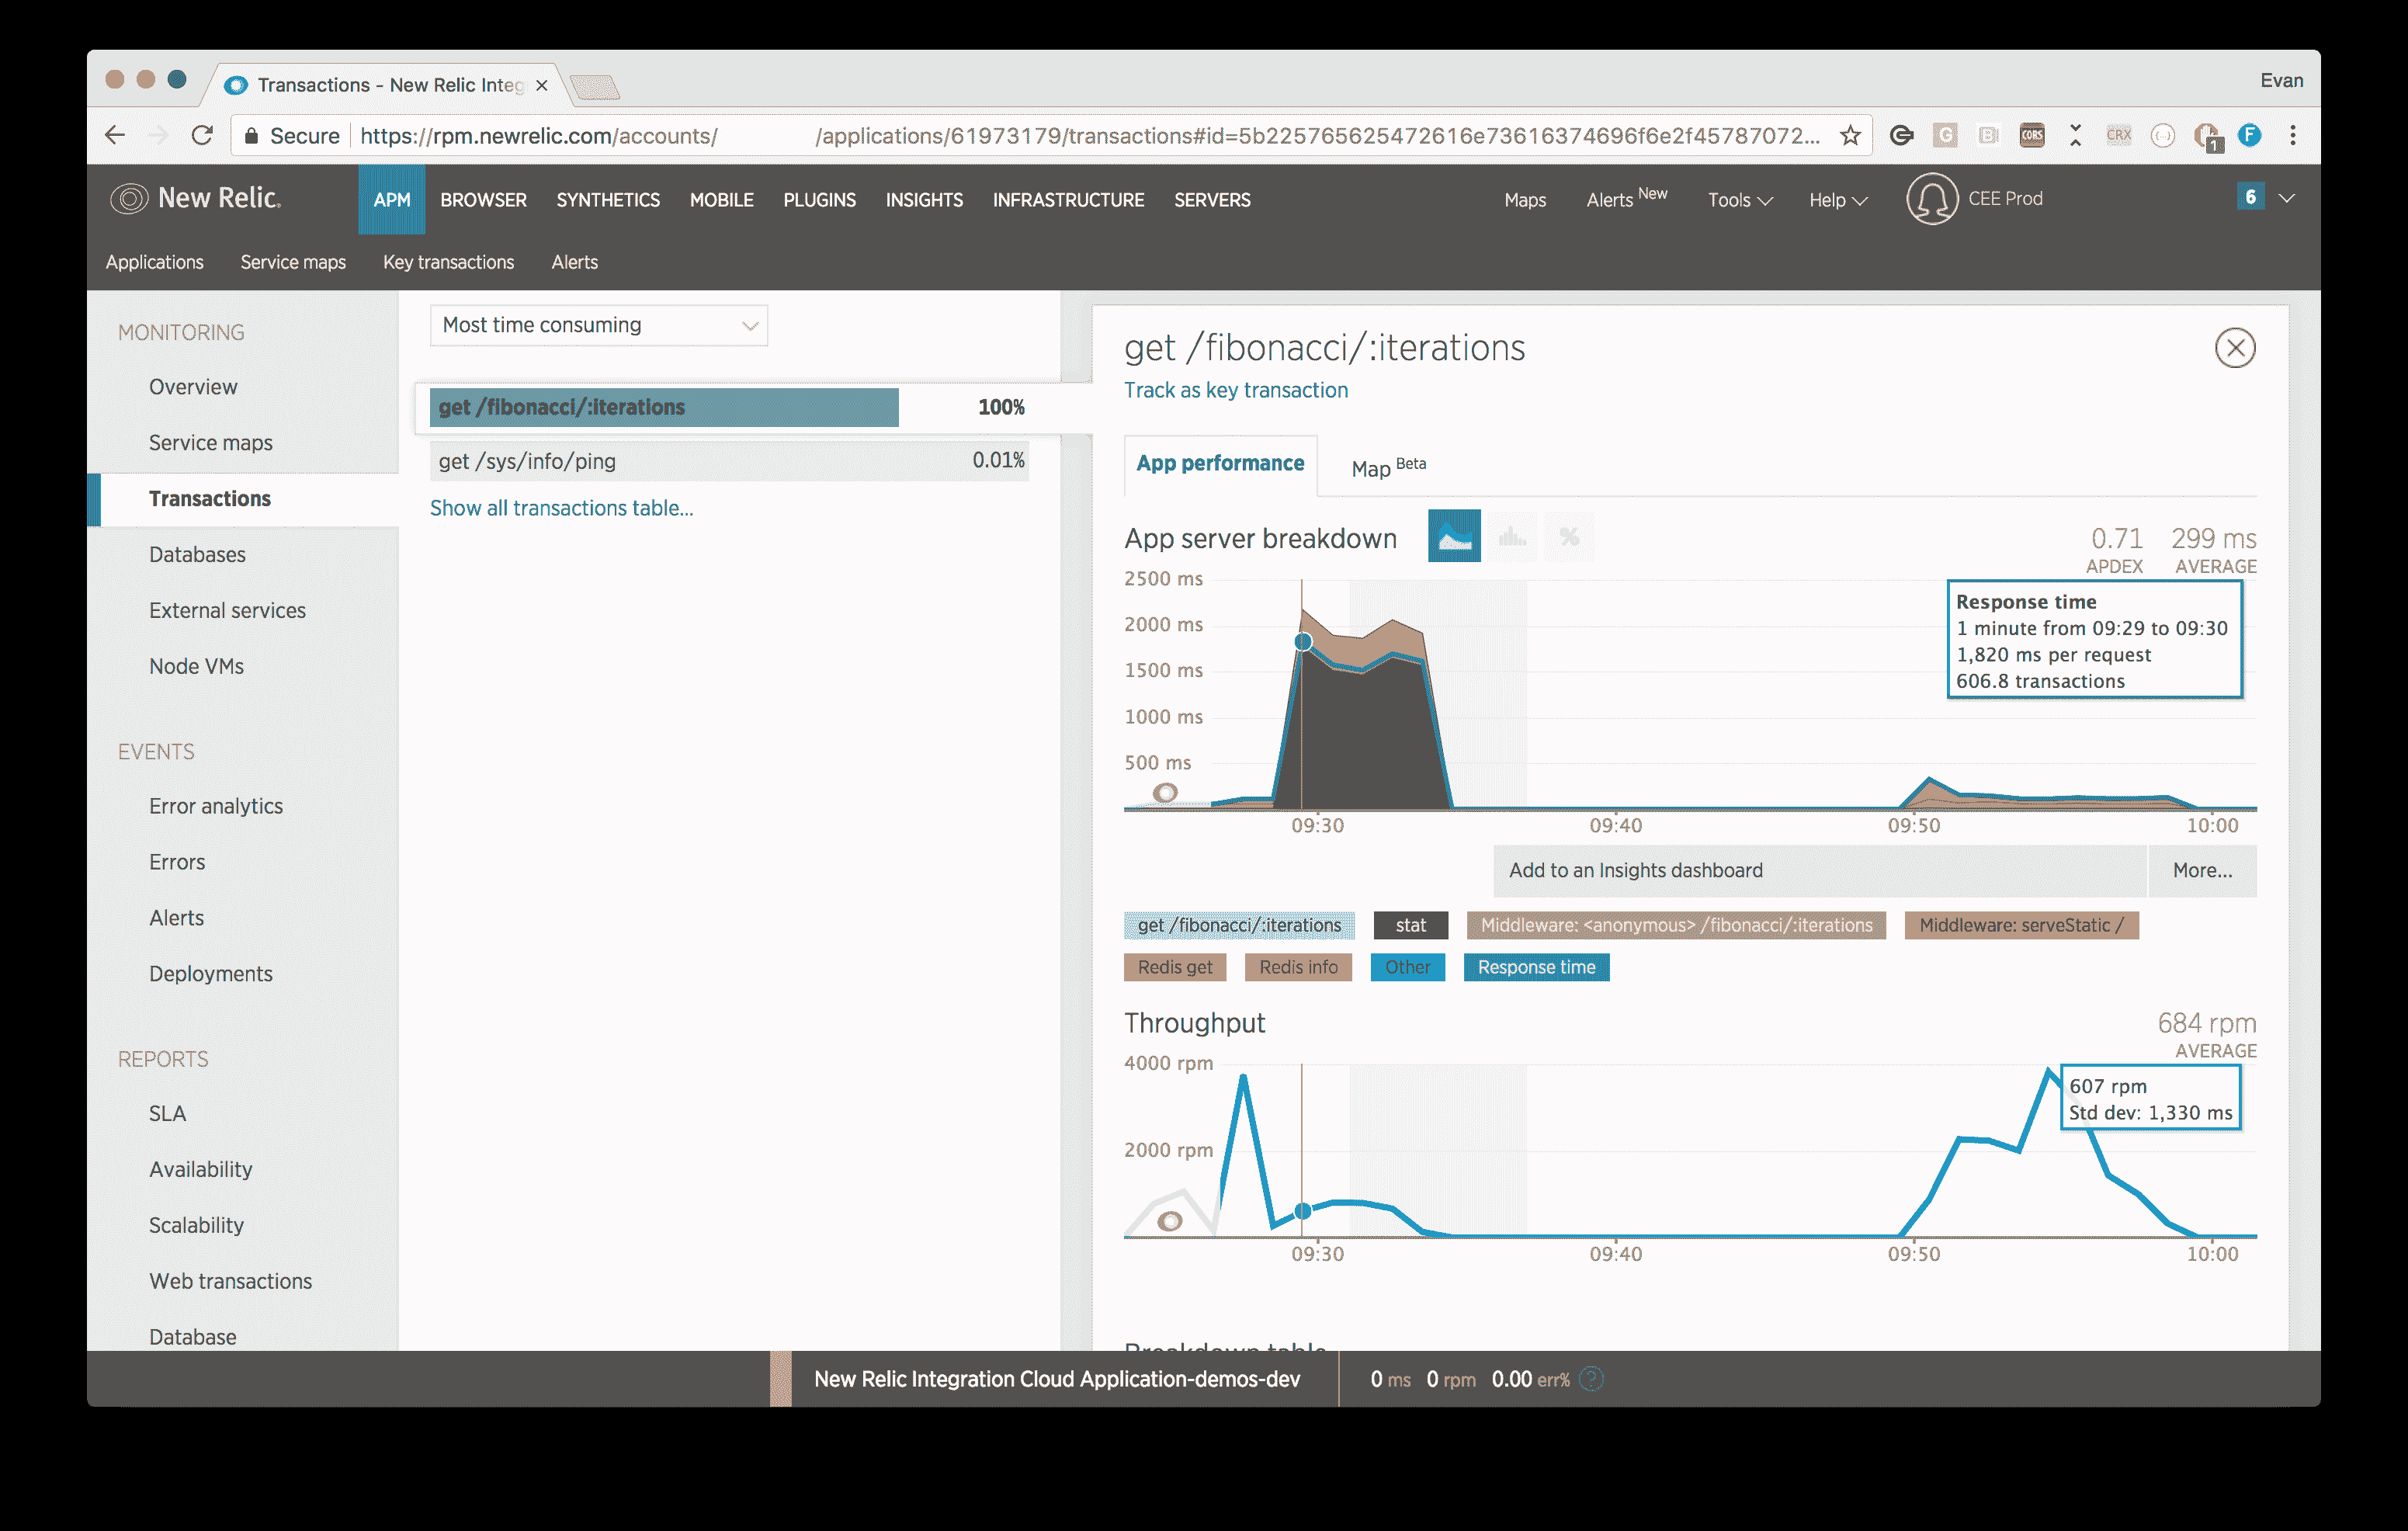 Transactions - New Relic Integ
Evan
Secure https://rpm.newrelic.com/accounts/ /applications/61973179/transactions#id=5b225765625472616e73616374696f6e2f45787072...
G B CORS CRX 1 F
New Relic. APM BROWSER SYNTHETICS MOBILE PLUGINS INSIGHTS INFRASTRUCTURE SERVERS Maps Alerts New Tools Help CEE Prod 6
Applications Service maps Key transactions Alerts
MONITORING
Overview
Service maps
Transactions
Databases
External services
Node VMs
EVENTS
Error analytics
Errors
Alerts
Deployments
REPORTS
SLA
Availability
Scalability
Web transactions
Database
Most time consuming
get /fibonacci/:iterations 100%
get /sys/info/ping 0.01%
Show all transactions table...
get /fibonacci/:iterations
Track as key transaction
App performance Map Beta
App server breakdown %
0.71 299 ms
APDEX AVERAGE
2500 ms
2000 ms
1500 ms
1000 ms
500 ms
Response time
1 minute from 09:29 to 09:30
1,820 ms per request
606.8 transactions
09:30 09:40 09:50 10:00
Add to an Insights dashboard More...
get /fibonacci/:iterations stat Middleware: <anonymous> /fibonacci/:iterations Middleware: serveStatic /
Redis get Redis info Other Response time
Throughput
684 rpm
AVERAGE
4000 rpm
2000 rpm
607 rpm
Std dev: 1,330 ms
09:30 09:40 09:50 10:00
Breakdown table
New Relic Integration Cloud Application-demos-dev 0 ms 0 rpm 0.00 err% ?